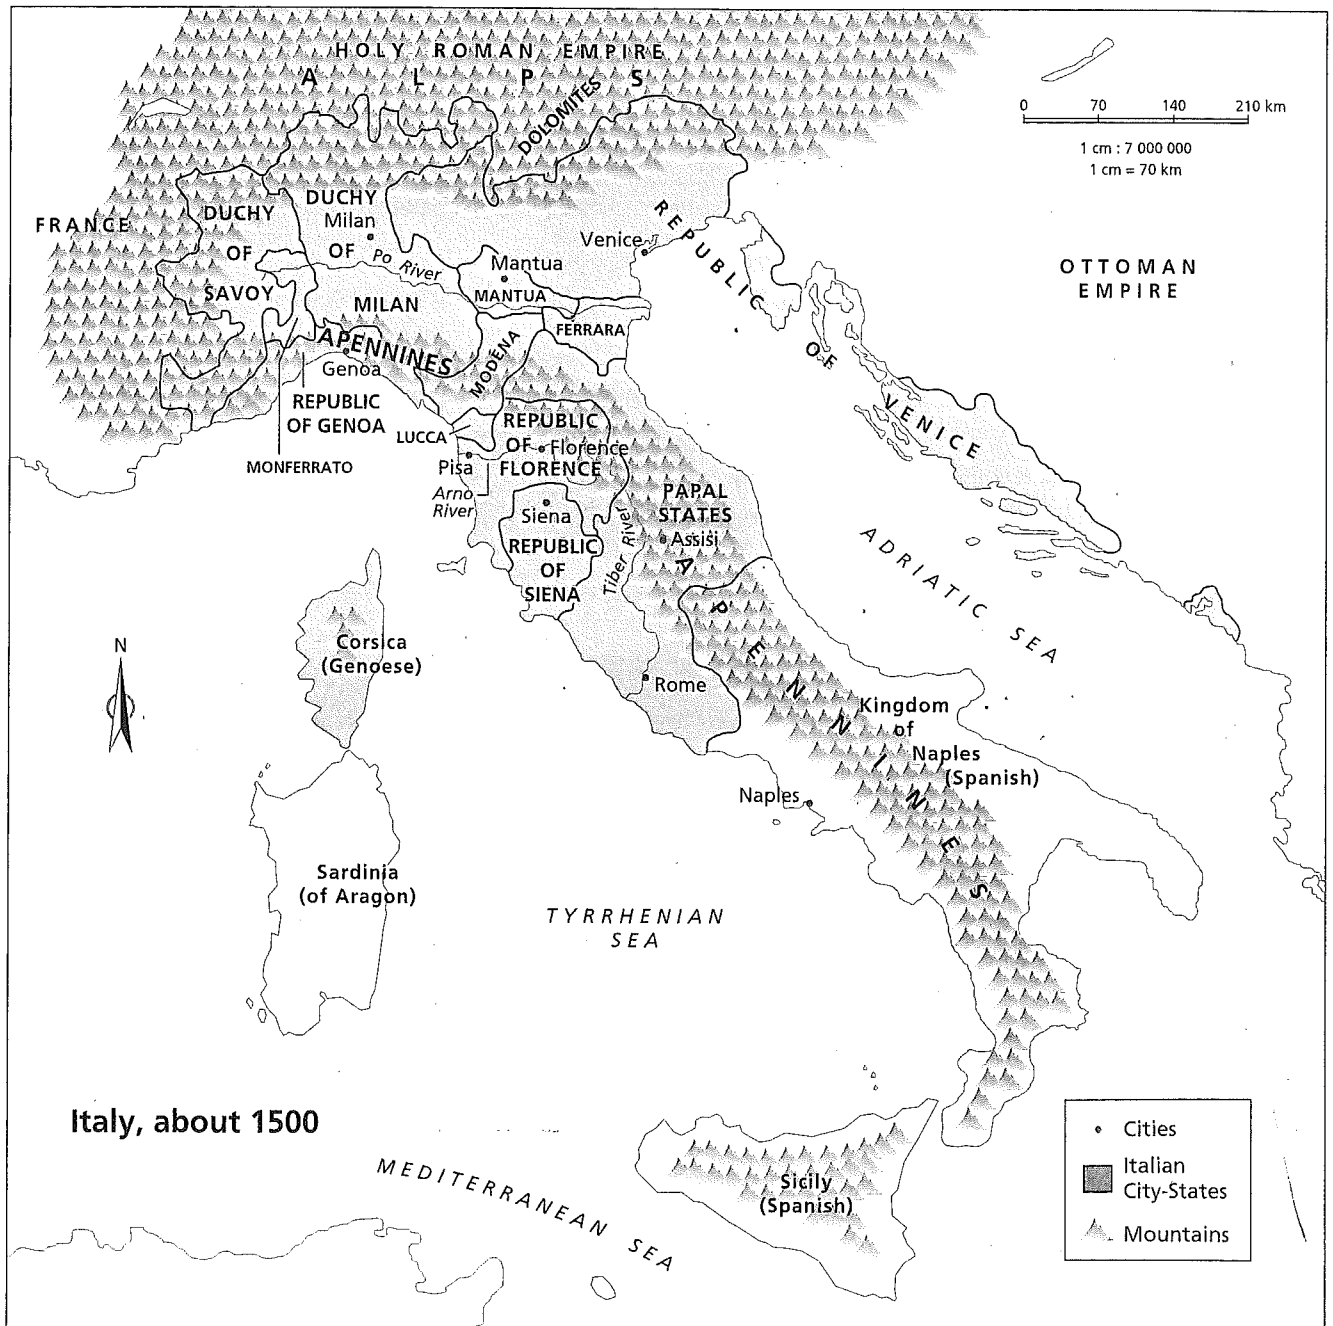 HOLY ROMAN EMPIRE
A L P S
DOLOMITES
0 70 140 210 km
1 cm : 7 000 000
1 cm = 70 km
FRANCE
DUCHY
OF
SAVOY
DUCHY
Milan
OF
MILAN
Po River
Venice
REPUBLIC OF VENICE
Mantua
MANTUA
FERRARA
MODENA
OTTOMAN
EMPIRE
APENNINES
Genoa
REPUBLIC
OF GENOA
MONFERRATO
LUCCA
REPUBLIC
OF
Florence
FLORENCE
Pisa
Arno
River
Siena
REPUBLIC
OF
SIENA
Tiber River
PAPAL
STATES
Assisi
ADRIATIC SEA
APENNINES
N
Corsica
(Genoese)
Rome
Kingdom
of
Naples
(Spanish)
Naples
Sardinia
(of Aragon)
TYRRHENIAN
SEA
Italy, about 1500
MEDITERRANEAN SEA
Sicily
(Spanish)
Cities
Italian
City-States
Mountains